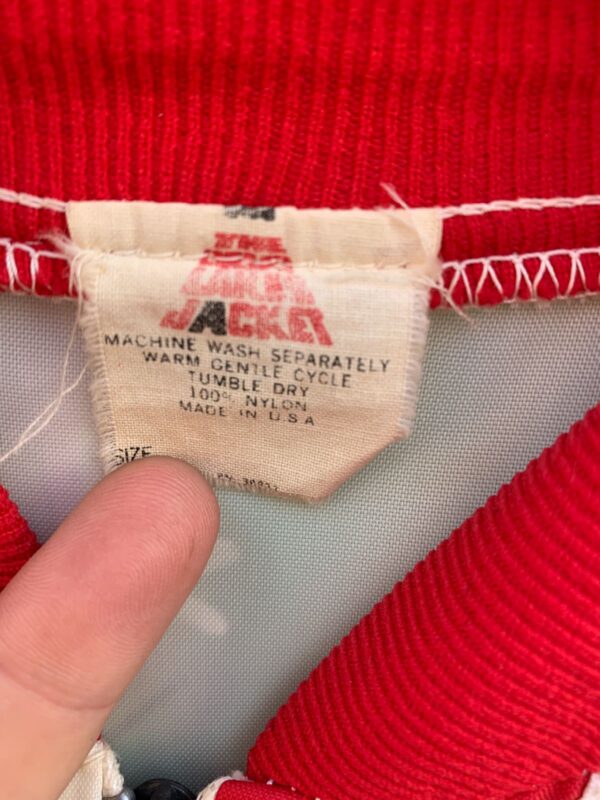 THE
JACKET
MACHINE WASH SEPARATELY
WARM GENTLE CYCLE
TUMBLE DRY
100% NYLON
MADE IN U.S.A
SIZE